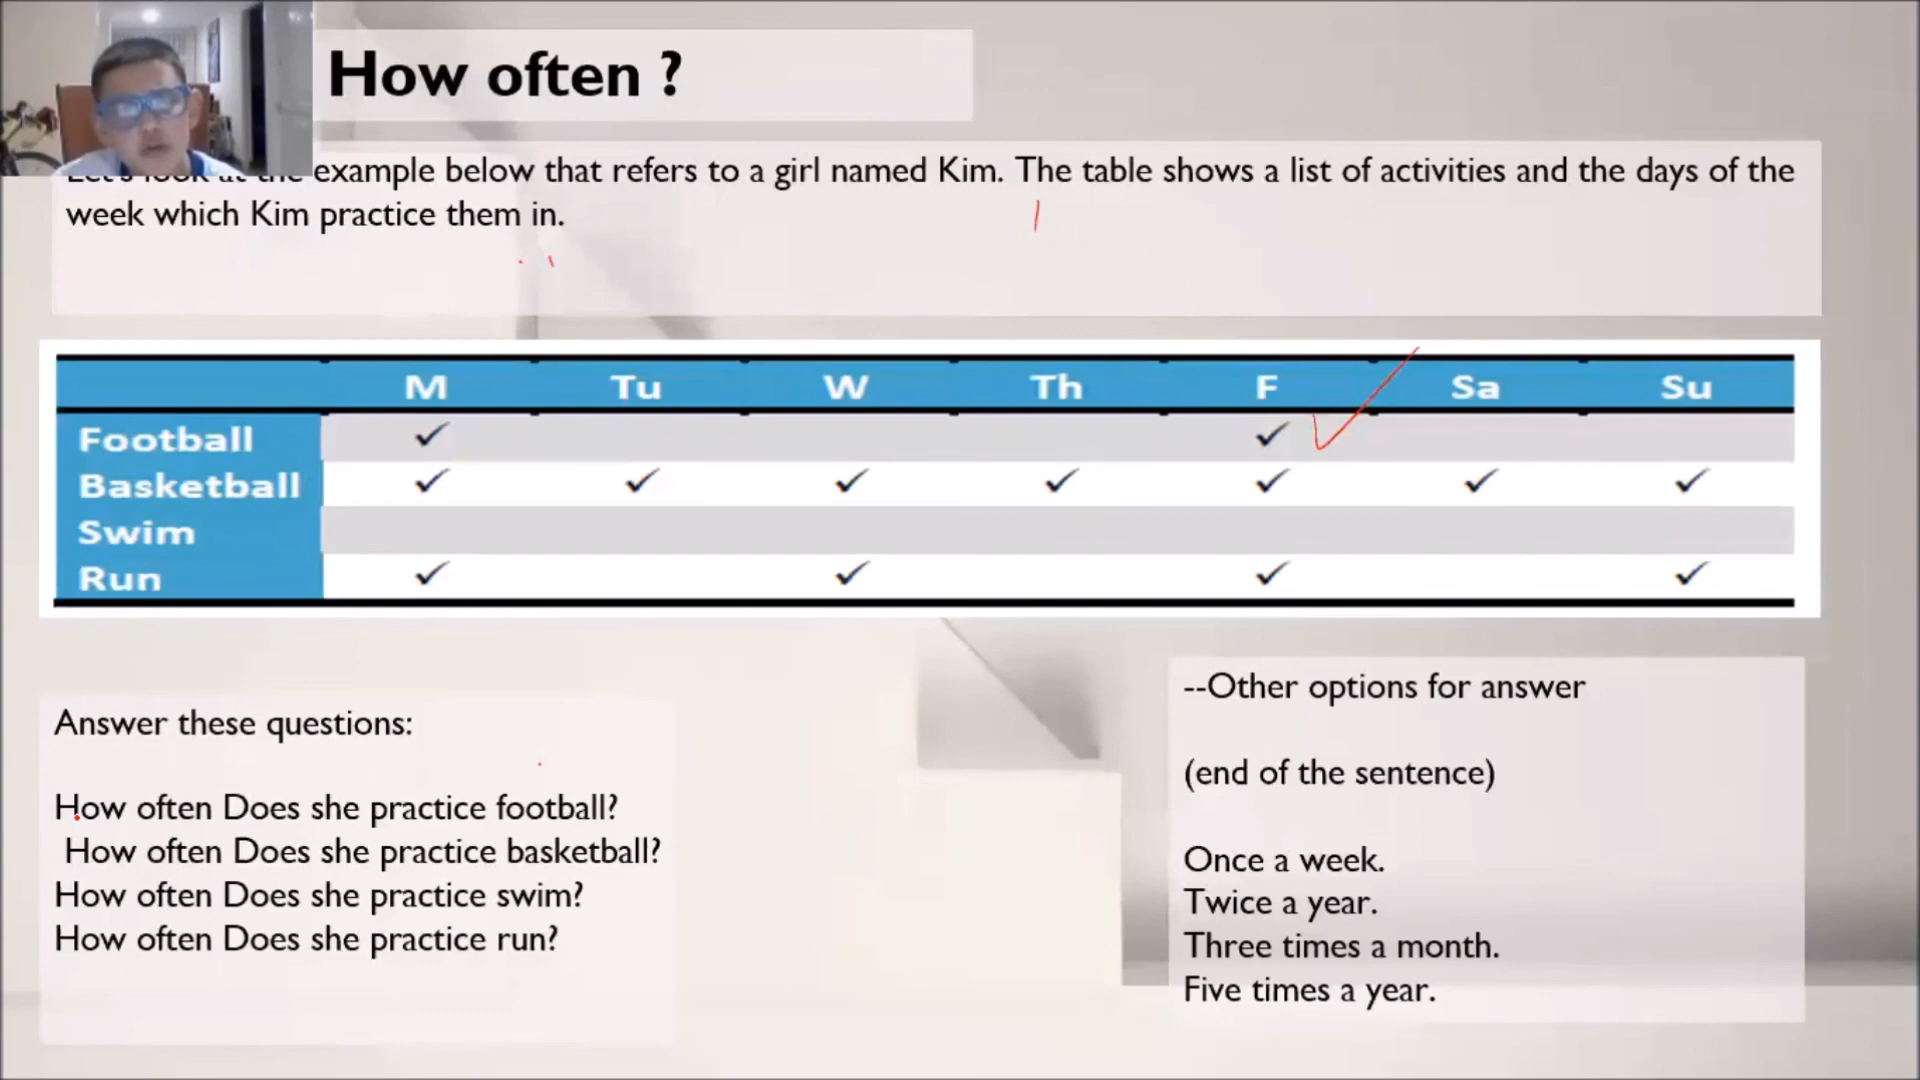 How often ?
example below that refers to a girl named Kim. The table shows a list of activities and the days of the
week which Kim practice them in.
M Tu W Th F Sa Su
Football ✓ ✓
Basketball ✓ ✓ ✓ ✓ ✓ ✓ ✓
Swim
Run ✓ ✓ ✓ ✓
Answer these questions:
How often Does she practice football?
How often Does she practice basketball?
How often Does she practice swim?
How often Does she practice run?
--Other options for answer
(end of the sentence)
Once a week.
Twice a year.
Three times a month.
Five times a year.